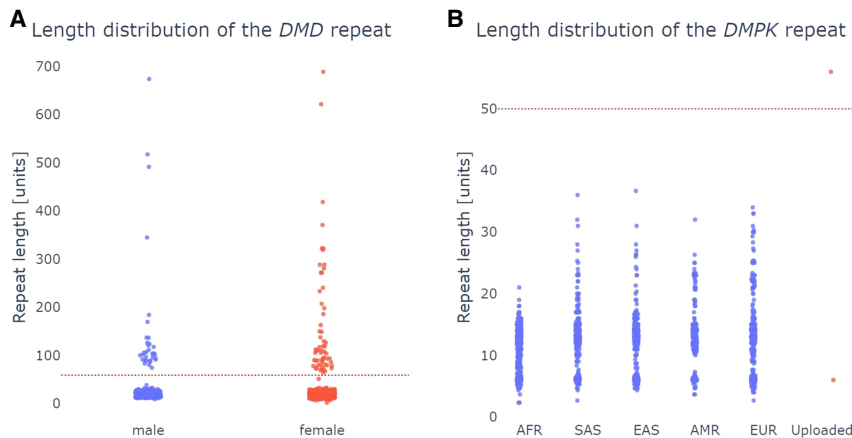 A
Length distribution of the DMD repeat
Repeat length [units]
700
600
500
400
300
200
100
0
male
female
B
Length distribution of the DMPK repeat
Repeat length [units]
50
40
30
20
10
0
AFR
SAS
EAS
AMR
EUR
Uploaded